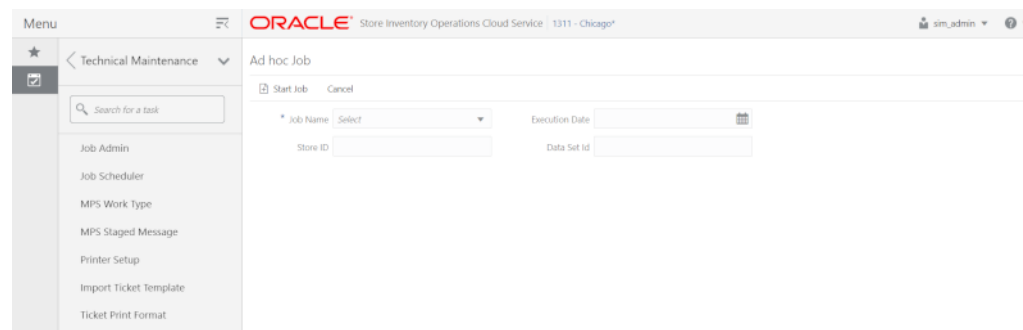 Menu
ORACLE® Store Inventory Operations Cloud Service 1311 - Chicago*
sim_admin
?
Technical Maintenance
Search for a task
Job Admin
Job Scheduler
MPS Work Type
MPS Staged Message
Printer Setup
Import Ticket Template
Ticket Print Format
Ad hoc Job
Start Job Cancel
* Job Name Select
Execution Date
Store ID
Data Set Id